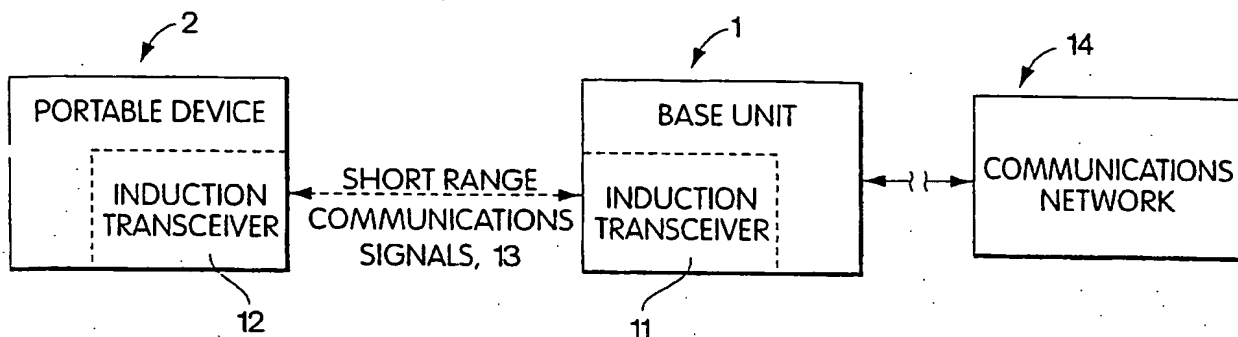 2
1
14
PORTABLE DEVICE
INDUCTION
TRANSCEIVER
SHORT RANGE
COMMUNICATIONS
SIGNALS, 13
BASE UNIT
INDUCTION
TRANSCEIVER
COMMUNICATIONS
NETWORK
12
11